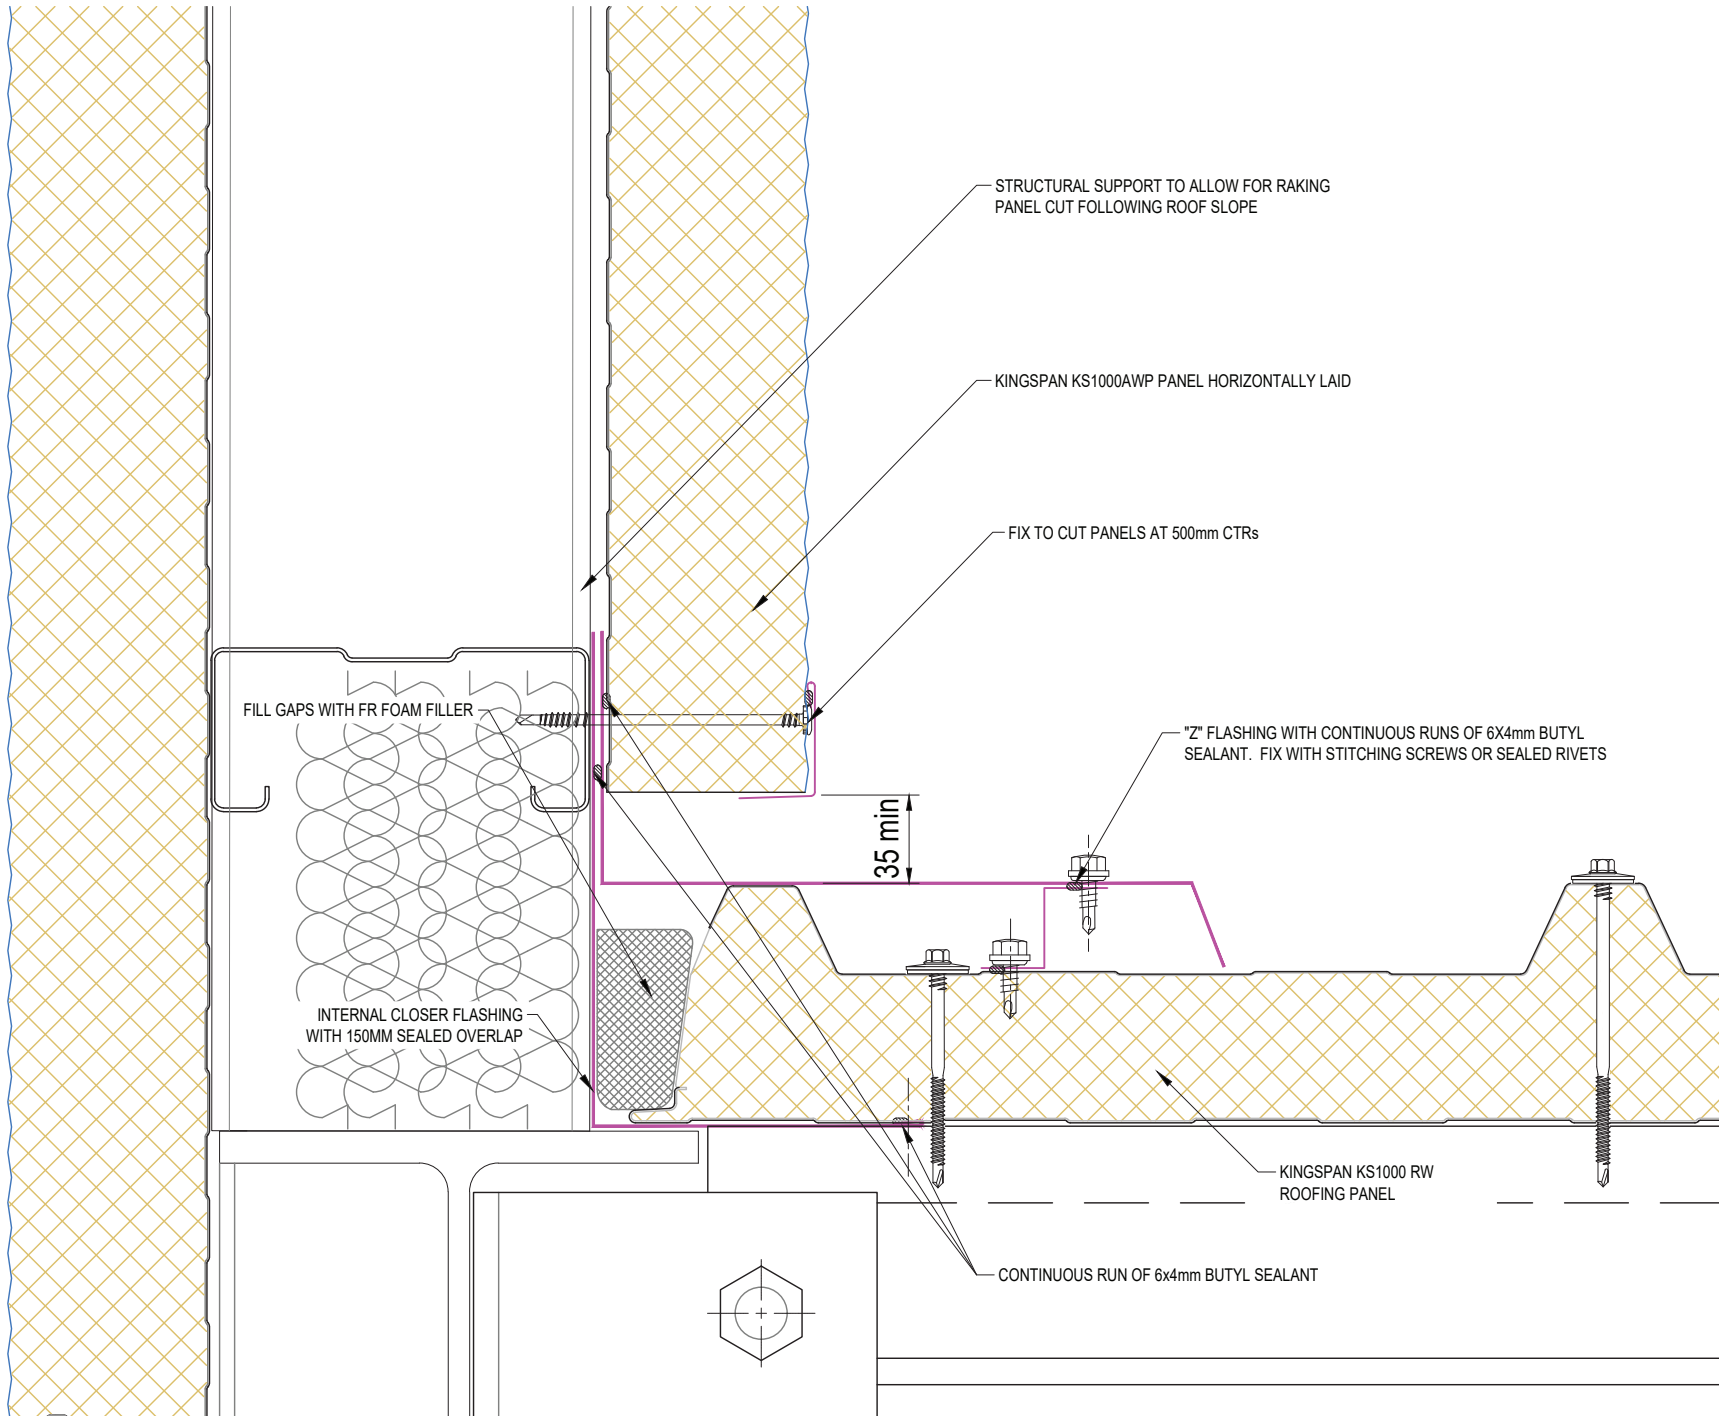 STRUCTURAL SUPPORT TO ALLOW FOR RAKING
PANEL CUT FOLLOWING ROOF SLOPE
KINGSPAN KS1000AWP PANEL HORIZONTALLY LAID
FIX TO CUT PANELS AT 500mm CTRs
FILL GAPS WITH FR FOAM FILLER
"Z" FLASHING WITH CONTINUOUS RUNS OF 6X4mm BUTYL
SEALANT. FIX WITH STITCHING SCREWS OR SEALED RIVETS
35 min
INTERNAL CLOSER FLASHING
WITH 150MM SEALED OVERLAP
KINGSPAN KS1000 RW
ROOFING PANEL
CONTINUOUS RUN OF 6x4mm BUTYL SEALANT